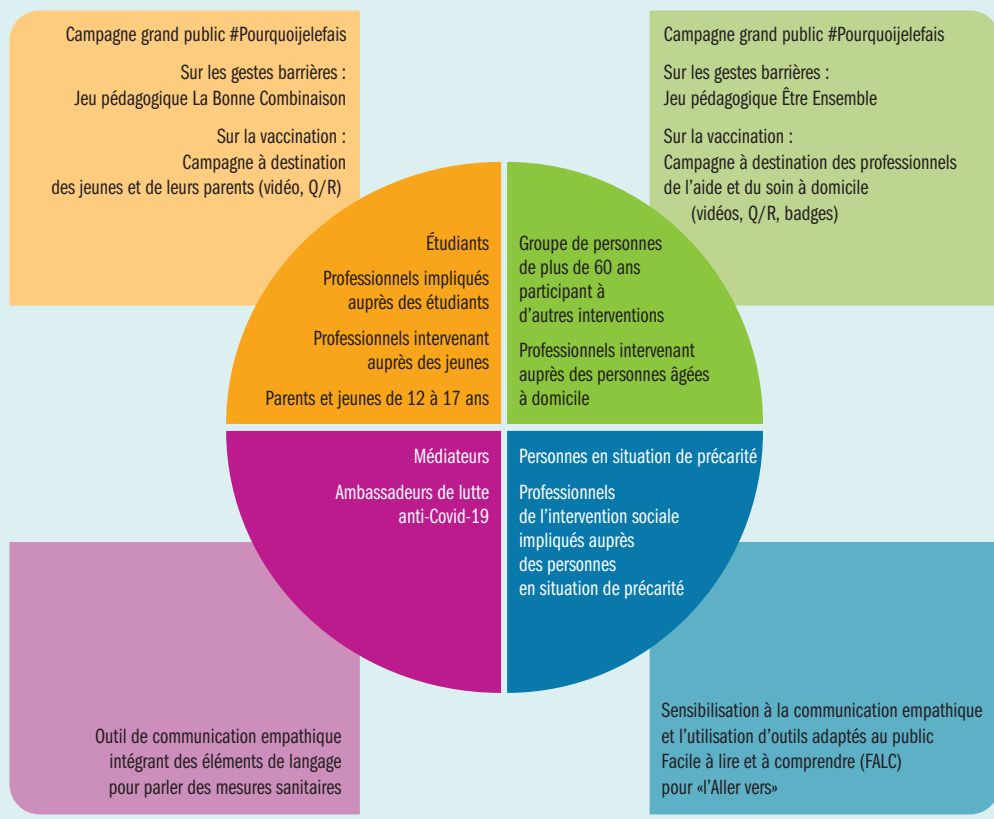 Campagne grand public #Pourquoijelefais
Sur les gestes barrières :
Jeu pédagogique La Bonne Combinaison
Sur la vaccination :
Campagne à destination
des jeunes et de leurs parents (vidéo, Q/R)
Campagne grand public #Pourquoijelefais
Sur les gestes barrières :
Jeu pédagogique Être Ensemble
Sur la vaccination :
Campagne à destination des professionnels
de l'aide et du soin à domicile
(vidéos, Q/R, badges)
Étudiants
Professionnels impliqués
auprès des étudiants
Professionnels intervenant
auprès des jeunes
Parents et jeunes de 12 à 17 ans
Groupe de personnes
de plus de 60 ans
participant à
d'autres interventions
Professionnels intervenant
auprès des personnes âgées
à domicile
Médiateurs
Ambassadeurs de lutte
anti-Covid-19
Personnes en situation de précarité
Professionnels
de l'intervention sociale
impliqués auprès
des personnes
en situation de précarité
Outil de communication empathique
intégrant des éléments de langage
pour parler des mesures sanitaires
Sensibilisation à la communication empathique
et l'utilisation d'outils adaptés au public
Facile à lire et à comprendre (FALC)
pour «l'Aller vers»